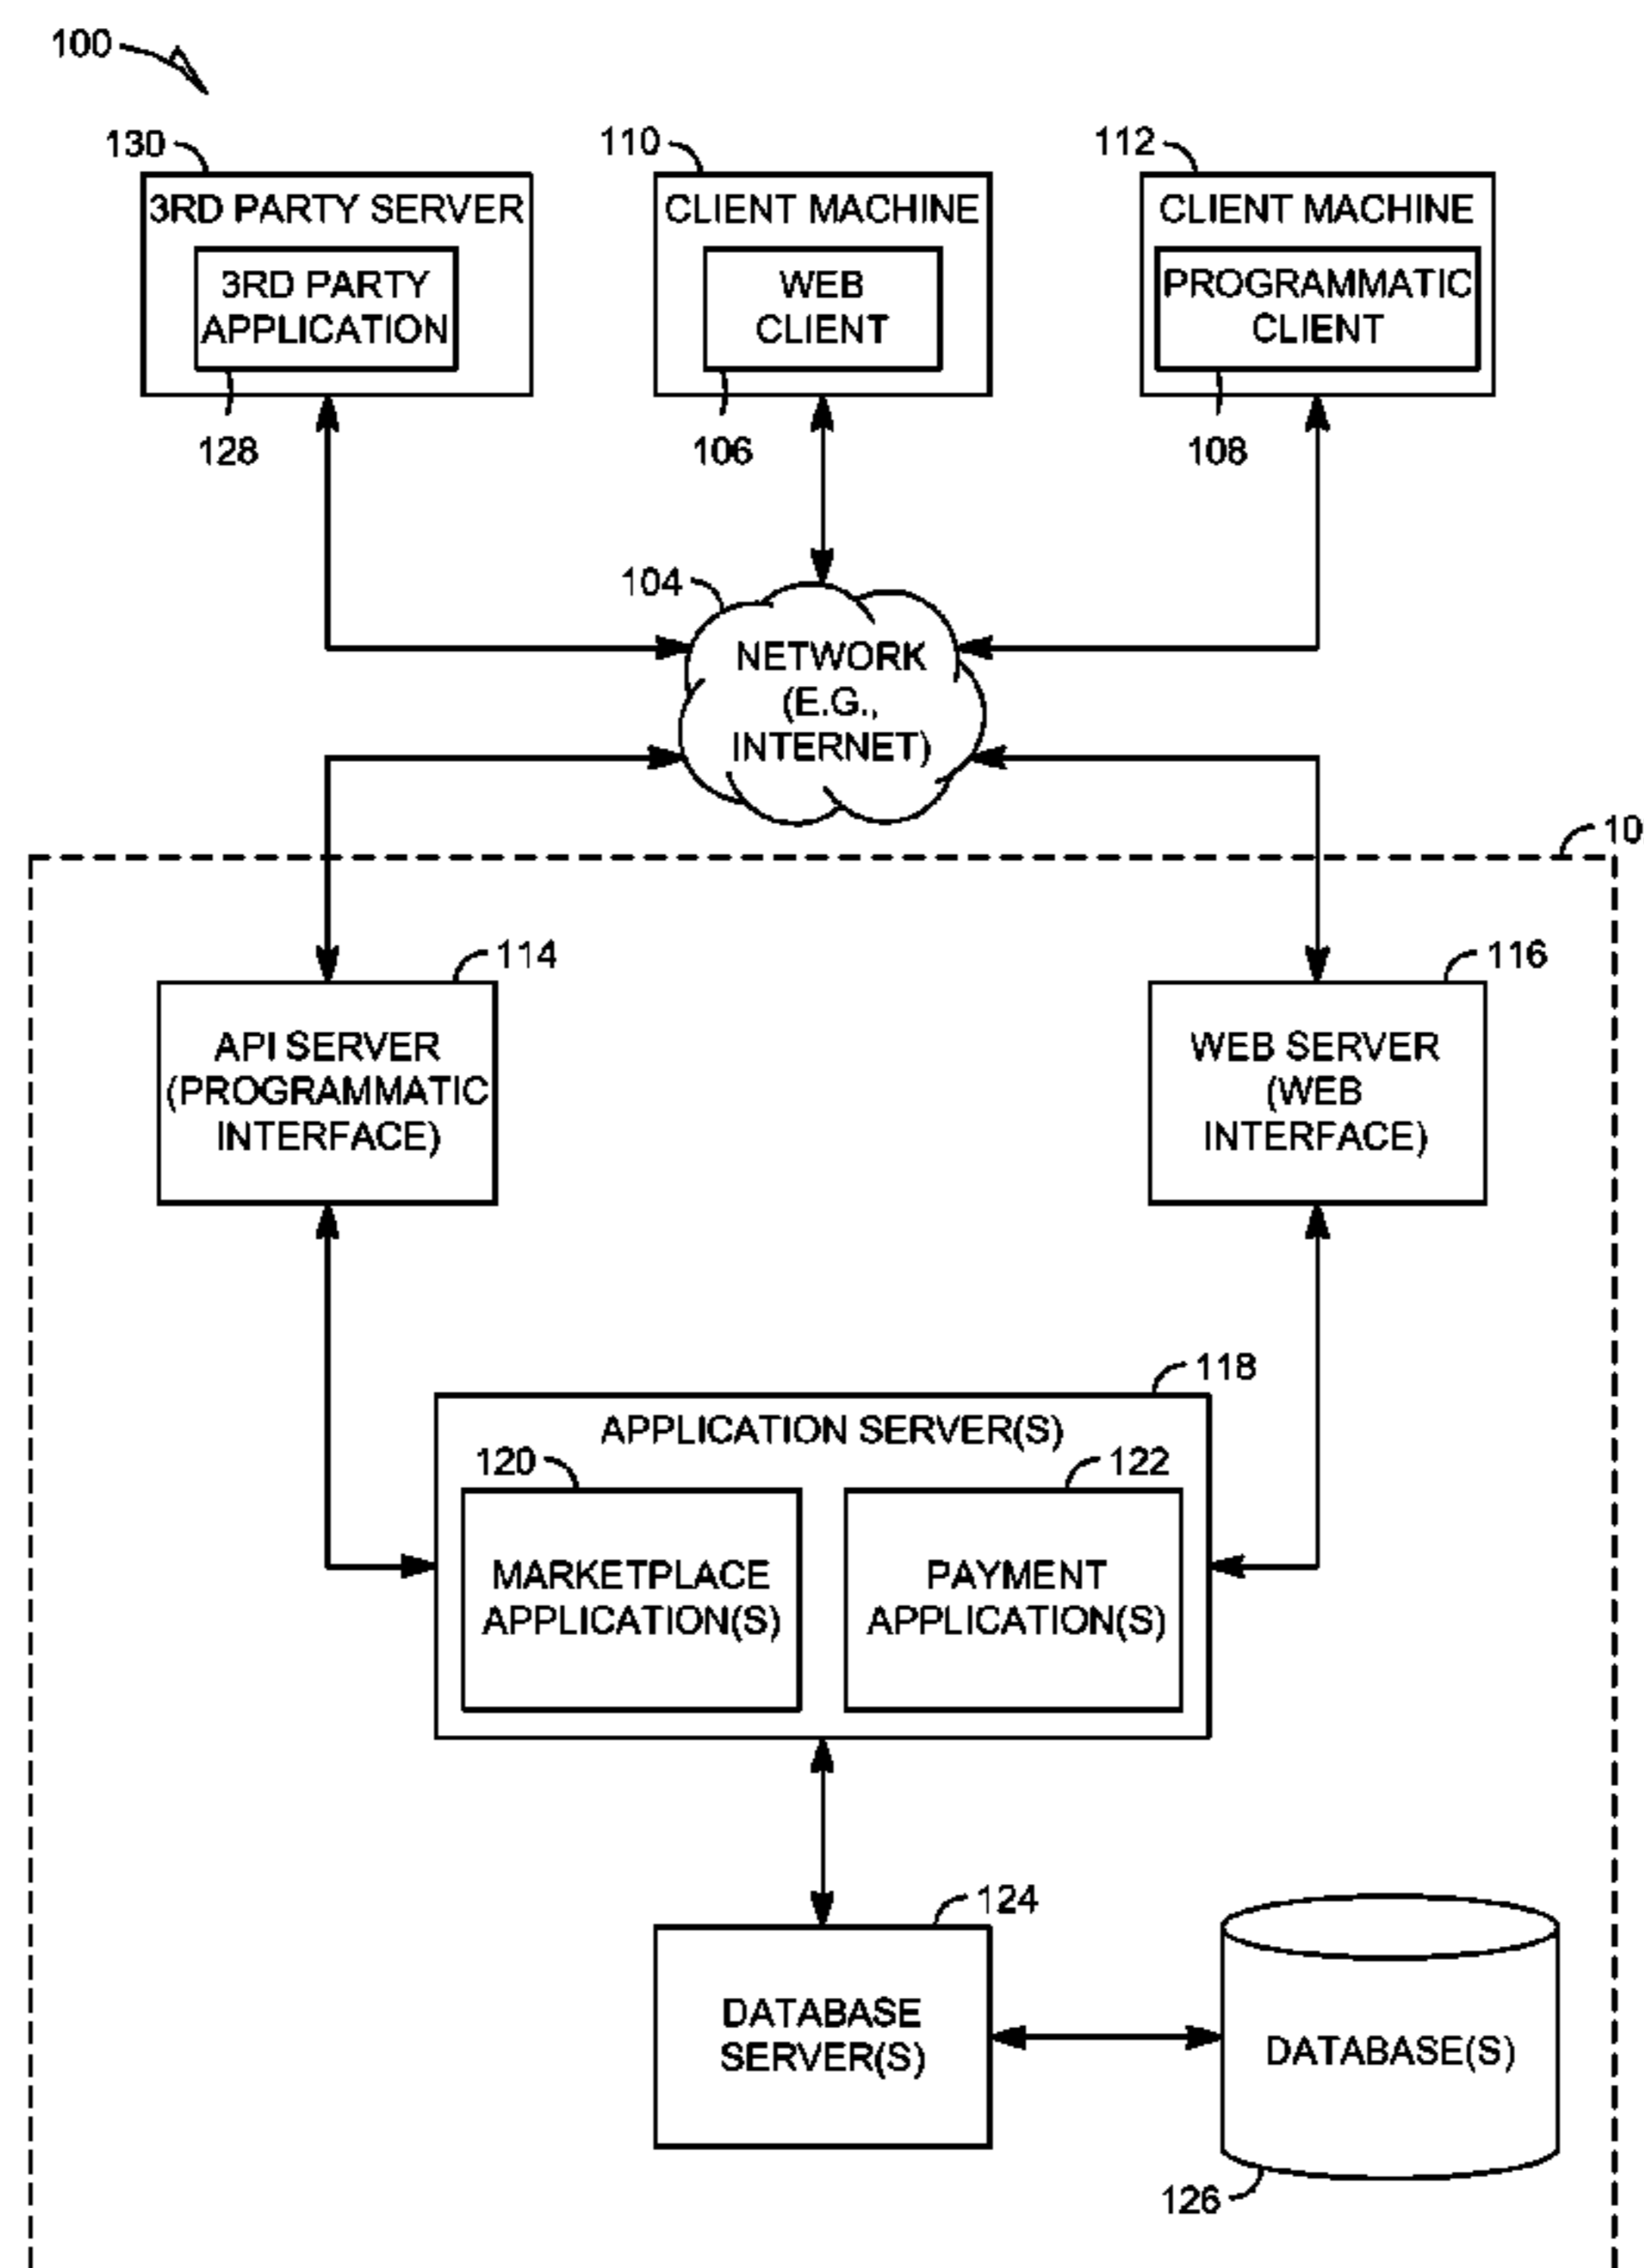 100
130
110
112
3RD PARTY SERVER
3RD PARTY
APPLICATION
CLIENT MACHINE
WEB
CLIENT
CLIENT MACHINE
PROGRAMMATIC
CLIENT
128
106
108
104
NETWORK
(E.G.,
INTERNET)
10
114
116
API SERVER
(PROGRAMMATIC
INTERFACE)
WEB SERVER
(WEB
INTERFACE)
118
APPLICATION SERVER(S)
120
122
MARKETPLACE
APPLICATION(S)
PAYMENT
APPLICATION(S)
124
DATABASE
SERVER(S)
DATABASE(S)
126